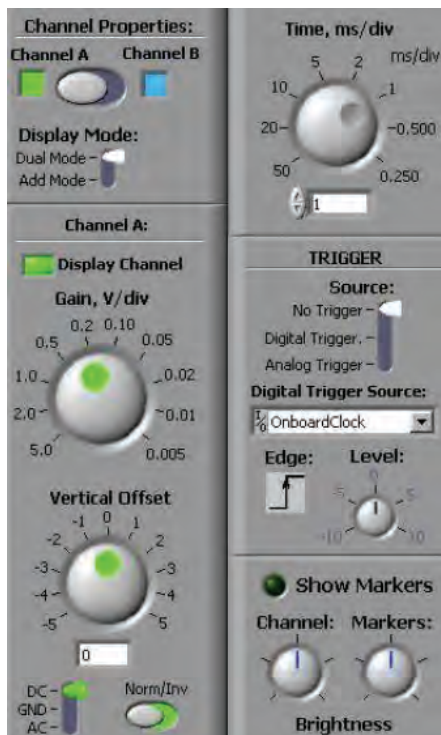 Channel Properties:
Channel A Channel B
Display Mode:
Dual Mode
Add Mode
Channel A:
Display Channel
Gain, V/div
0.2 0.10
0.5 0.05
1.0 0.02
2.0 0.01
5.0 0.005
Vertical Offset
0
-1 1
-2 2
-3 3
-4 4
-5 5
0
DC Norm/Inv
GND
AC
Time, ms/div
5 2 ms/div
10 1
20 0.500
50 0.250
1
TRIGGER
Source:
No Trigger
Digital Trigger.
Analog Trigger
Digital Trigger Source:
I/O OnboardClock
Edge: Level:
0
-5 5
-10 10
Show Markers
Channel: Markers:
Brightness